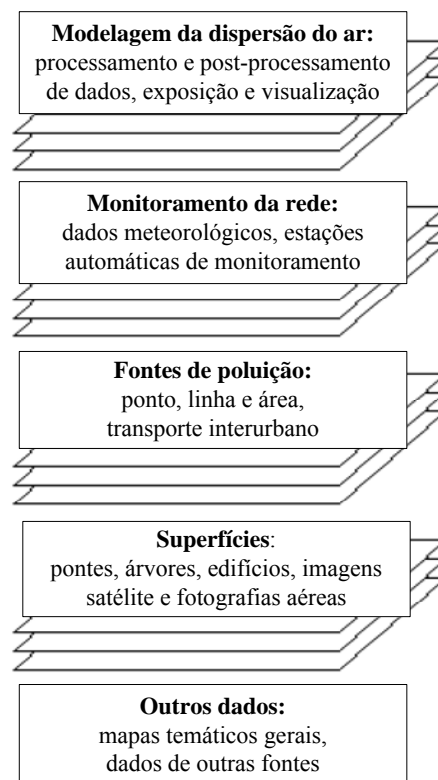 Modelagem da dispersão do ar:
processamento e post-processamento
de dados, exposição e visualização
Monitoramento da rede:
dados meteorológicos, estações
automáticas de monitoramento
Fontes de poluição:
ponto, linha e área,
transporte interurbano
Superfícies:
pontes, árvores, edifícios, imagens
satélite e fotografias aéreas
Outros dados:
mapas temáticos gerais,
dados de outras fontes